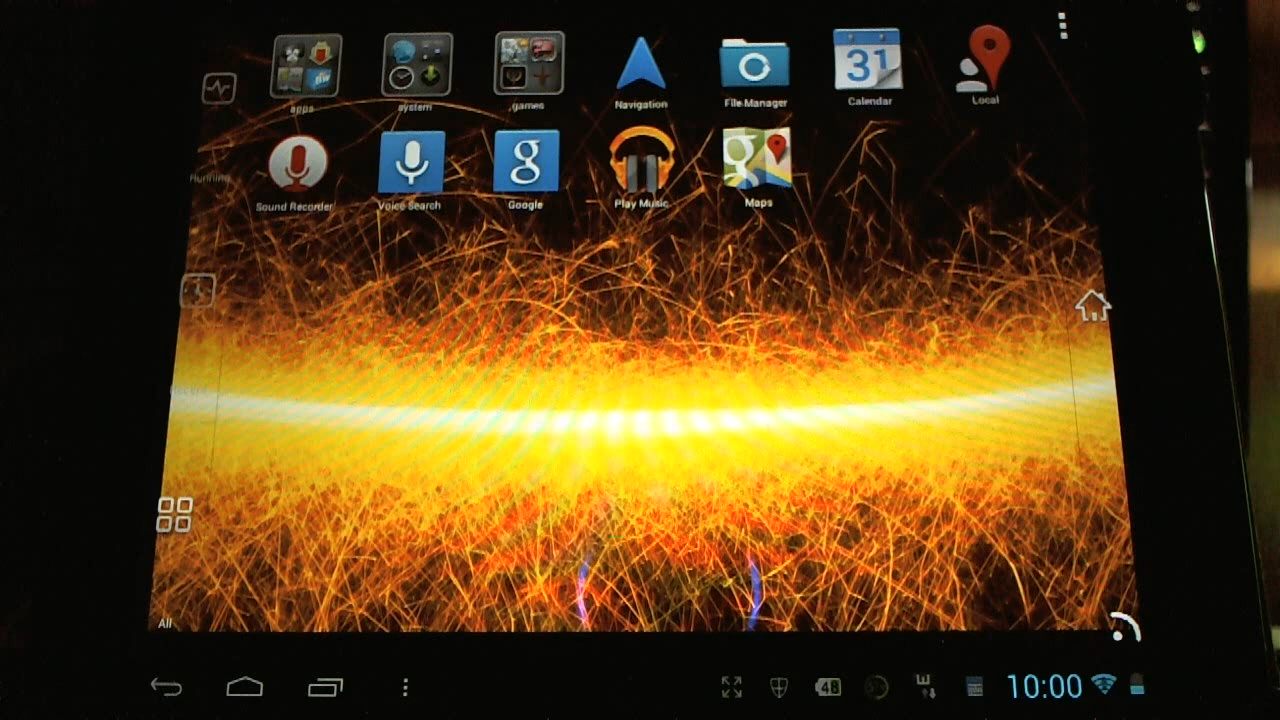 apps
system
games
Navigation
File Manager
31
Calendar
Local
Running
Sound Recorder
Voice Search
g
Google
Play Music
g
Maps
All
48
10:00